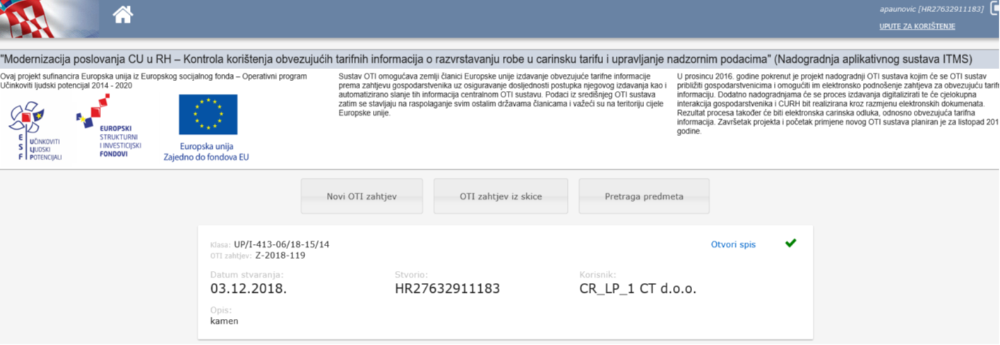 apaunovic [HR27632911183]
UPUTE ZA KORIŠTENJE
"Modernizacija poslovanja CU u RH – Kontrola korištenja obvezujućih tarifnih informacija o razvrstavanju robe u carinsku tarifu i upravljanje nadzornim podacima" (Nadogradnja aplikativnog sustava ITMS)
Ovaj projekt sufinancira Europska unija iz Europskog socijalnog fonda – Operativni program
Učinkoviti ljudski potencijal 2014 - 2020
E UČINKOVITI
S LJUDSKI
F POTENCIJALI
EUROPSKI
STRUKTURNI
I INVESTICIJSKI
FONDOVI
Europska unija
Zajedno do fondova EU
Sustav OTI omogućava zemlji članici Europske unije izdavanje obvezujuće tarifne informacije
prema zahtjevu gospodarstvenika uz osiguravanje dosljednosti postupka njegovog izdavanja kao i
automatizirano slanje tih informacija centralnom OTI sustavu. Podaci iz središnjeg OTI sustava
zatim se stavljaju na raspolaganje svim ostalim državama članicama i važeći su na teritoriju cijele
Europske unije.
U prosincu 2016. godine pokrenut je projekt nadogradnji OTI sustava kojim će se OTI sustav
približiti gospodarstvenicima i omogućiti im elektronsko podnošenje zahtjeva za obvezujuću tarifn
informaciju. Dodatno nadogradnjama će se proces izdavanja digitalizirati te će cjelokupna
interakcija gospodarstvenika i CURH bit realizirana kroz razmjenu elektronskih dokumenata.
Rezultat procesa također će biti elektronska carinska odluka, odnosno obvezujuća tarifna
informacija. Završetak projekta i početak primjene novog OTI sustava planiran je za listopad 201
godine.
Novi OTI zahtjev
OTI zahtjev iz skice
Pretraga predmeta
Klasa: UP/I-413-06/18-15/14
Otvori spis
OTI zahtjev: Z-2018-119
Datum stvaranja:
03.12.2018.
Stvorio:
HR27632911183
Korisnik:
CR_LP_1 CT d.o.o.
Opis:
kamen